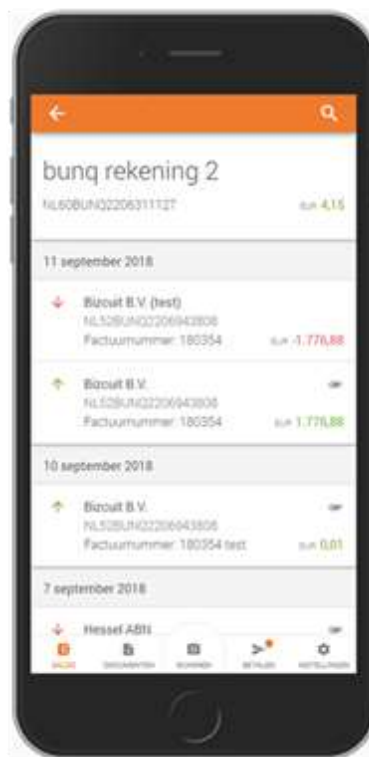 bunq rekening 2
NL60BUNQ2206311127 EUR 4,15
11 september 2018
Bizcuit B.V. (test)
NL52BUNQ2206943808
Factuurnummer: 180354 EUR -1.776,88
Bizcuit B.V.
NL52BUNQ2206943808
Factuurnummer: 180354 EUR 1.776,88
10 september 2018
Bizcuit B.V.
NL52BUNQ2206943808
Factuurnummer: 180354 test EUR 0,01
7 september 2018
Hessel ABN
SALDO DOCUMENTEN SCANNEN BETALEN INSTELLINGEN